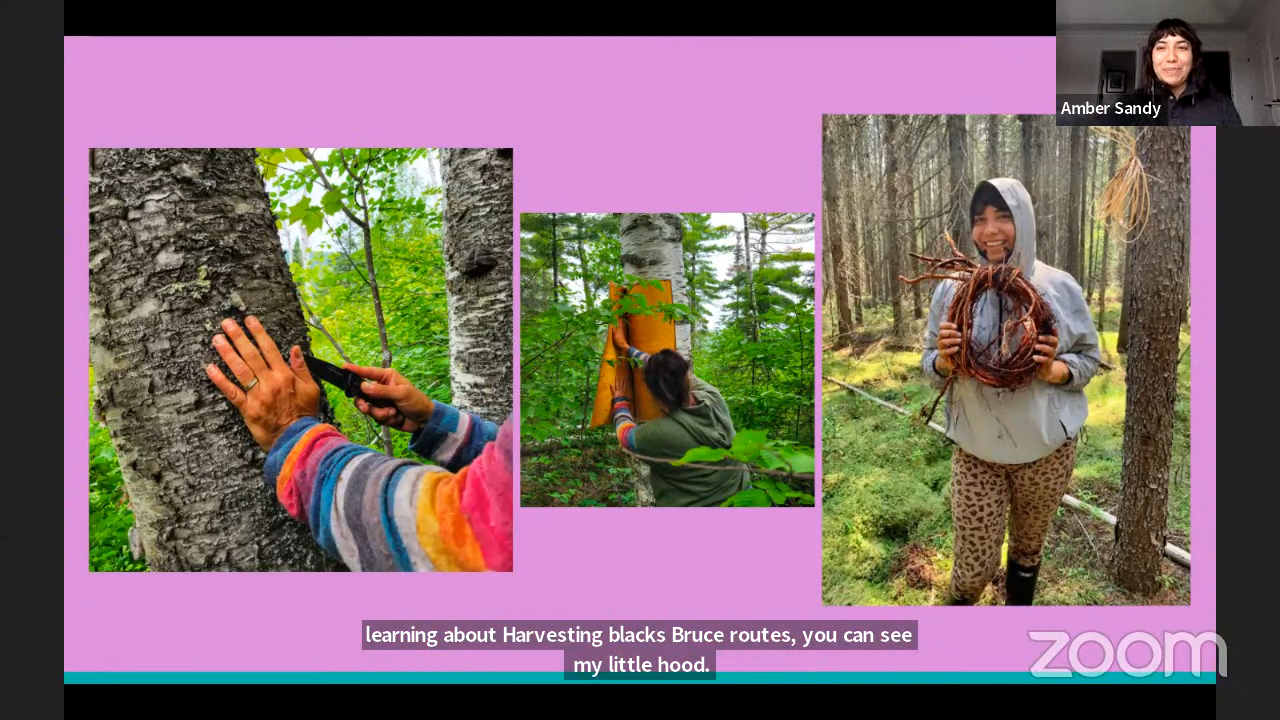 Amber Sandy
learning about Harvesting blacks Bruce routes, you can see
my little hood.
zoom